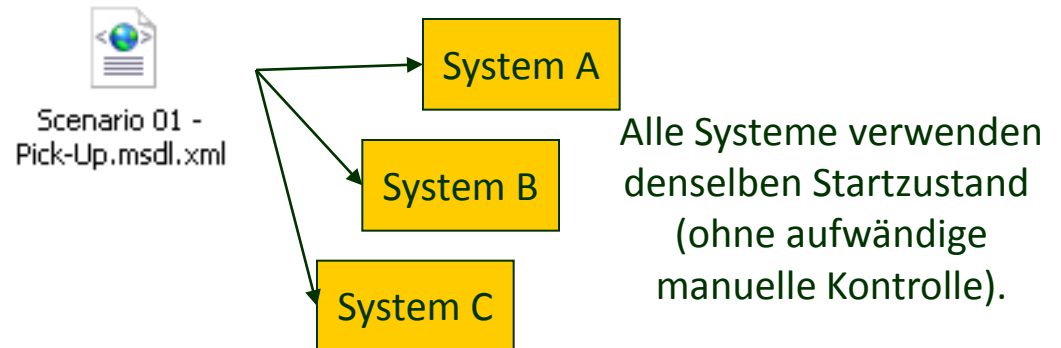 Scenario 01 -
Pick-Up.msdl.xml
System A
System B
System C
Alle Systeme verwenden
denselben Startzustand
(ohne aufwändige
manuelle Kontrolle).